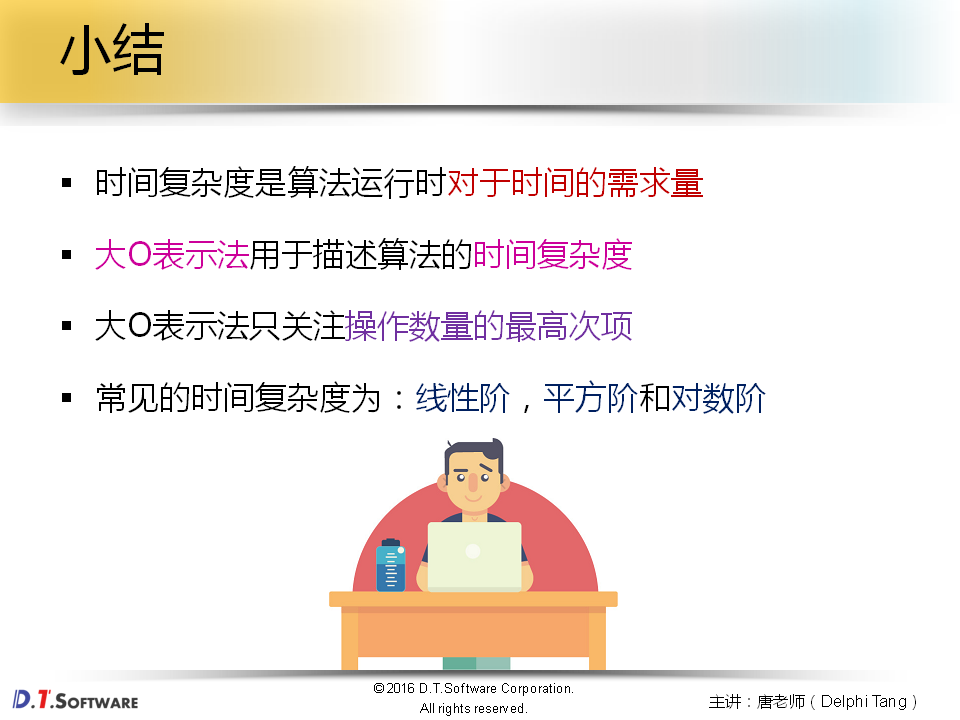 小结
▪ 时间复杂度是算法运行时对于时间的需求量
▪ 大O表示法用于描述算法的时间复杂度
▪ 大O表示法只关注操作数量的最高次项
▪ 常见的时间复杂度为：线性阶，平方阶和对数阶
D.T.SOFTWARE
©2016 D.T.Software Corporation.
All rights reserved.
主讲：唐老师（Delphi Tang）